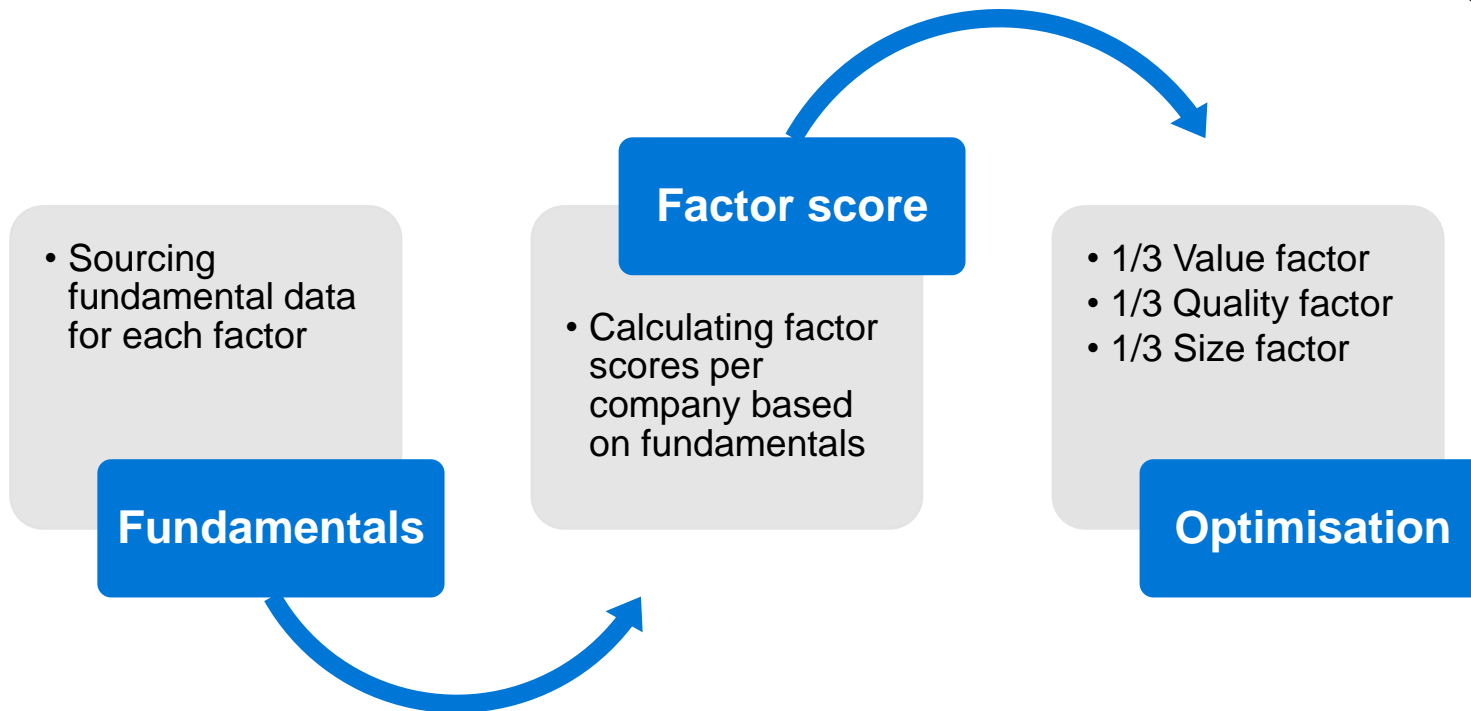 • Sourcing
fundamental data
for each factor
Fundamentals
Factor score
• Calculating factor
scores per
company based
on fundamentals
• 1/3 Value factor
• 1/3 Quality factor
• 1/3 Size factor
Optimisation